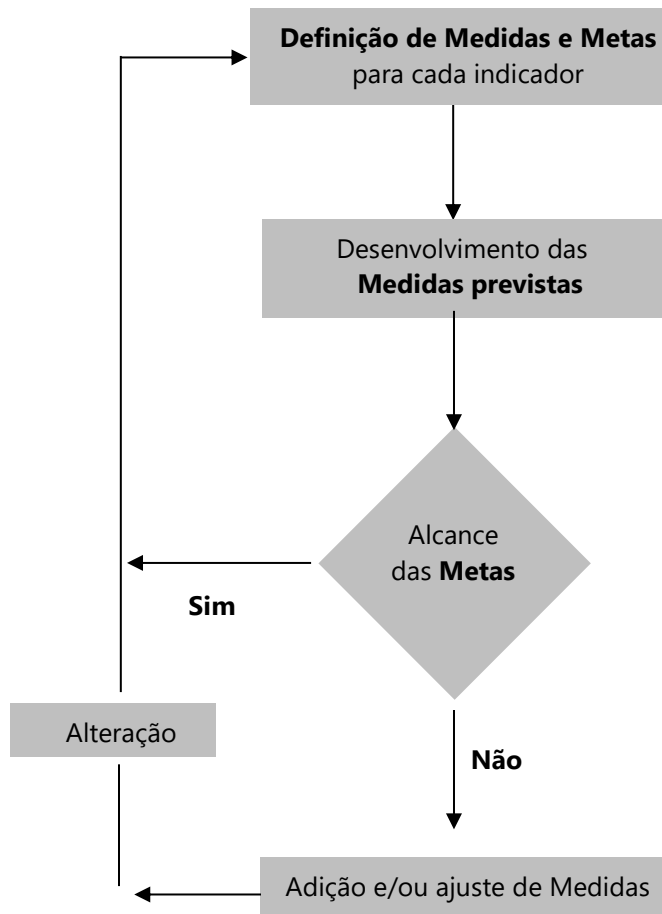 Definição de Medidas e Metas
para cada indicador
Desenvolvimento das
Medidas previstas
Alcance
das Metas
Sim
Alteração
Não
Adição e/ou ajuste de Medidas